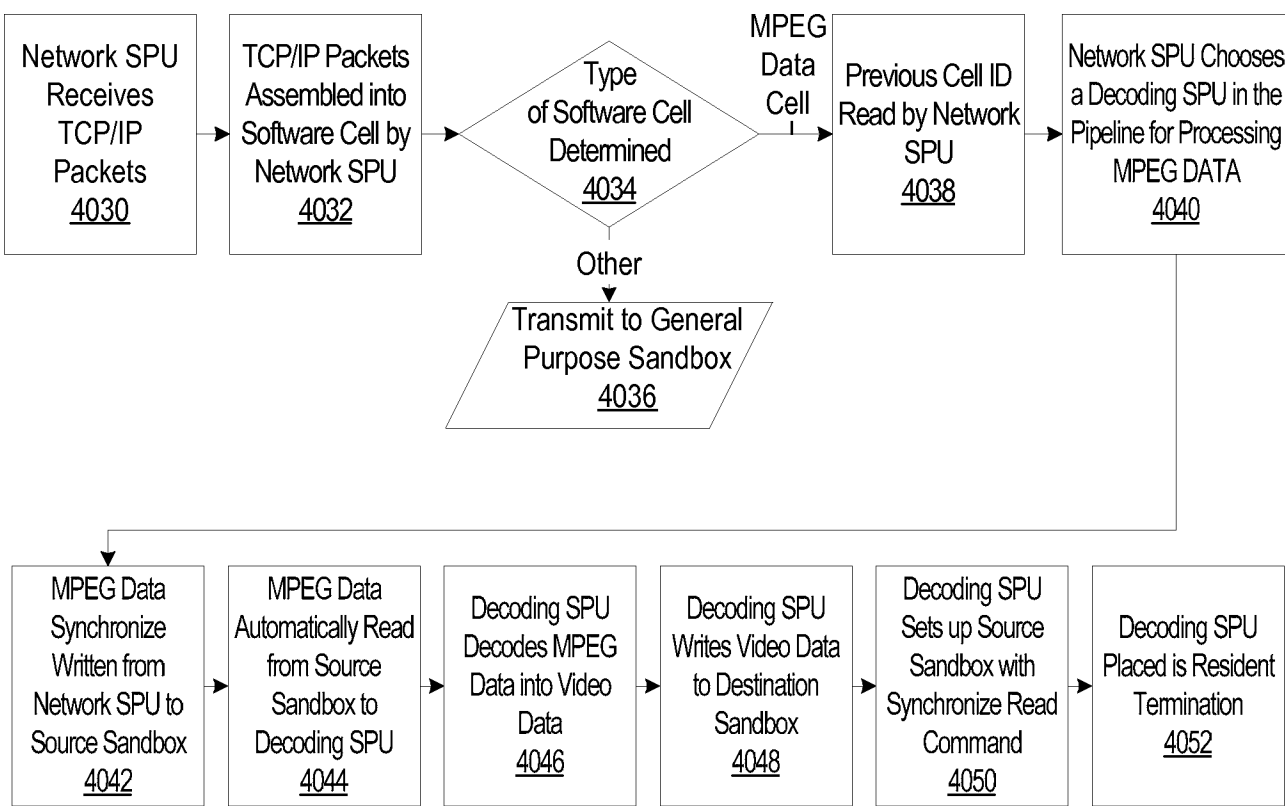 Network SPU
Receives
TCP/IP
Packets
4030
TCP/IP Packets
Assembled into
Software Cell by
Network SPU
4032
Type
of Software Cell
Determined
4034
MPEG
Data
Cell
Previous Cell ID
Read by Network
SPU
4038
Network SPU Chooses
a Decoding SPU in the
Pipeline for Processing
MPEG DATA
4040
Other
Transmit to General
Purpose Sandbox
4036
MPEG Data
Synchronize
Written from
Network SPU to
Source Sandbox
4042
MPEG Data
Automatically Read
from Source
Sandbox to
Decoding SPU
4044
Decoding SPU
Decodes MPEG
Data into Video
Data
4046
Decoding SPU
Writes Video Data
to Destination
Sandbox
4048
Decoding SPU
Sets up Source
Sandbox with
Synchronize Read
Command
4050
Decoding SPU
Placed is Resident
Termination
4052